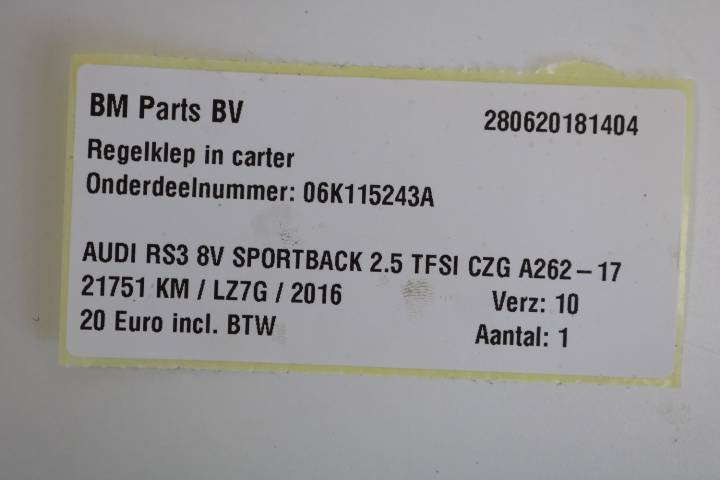 BM Parts BV 280620181404
Regelklep in carter
Onderdeelnummer: 06K115243A
AUDI RS3 8V SPORTBACK 2.5 TFSI CZG A262-17
21751 KM / LZ7G / 2016 Verz: 10
20 Euro incl. BTW Aantal: 1